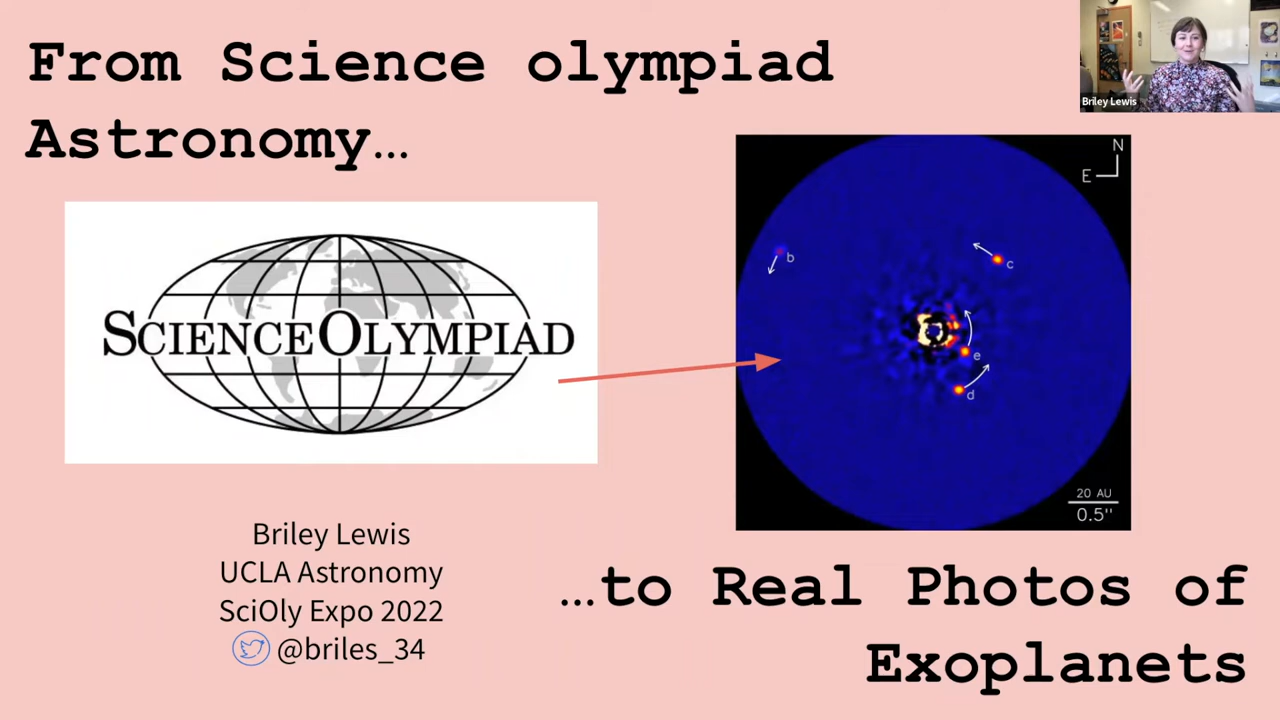 From Science olympiad
Astronomy...
Briley Lewis
SCIENCEOLYMPIAD
N
E
b
c
e
d
20 AU
0.5"
Briley Lewis
UCLA Astronomy
SciOly Expo 2022
@briles_34
...to Real Photos of
Exoplanets